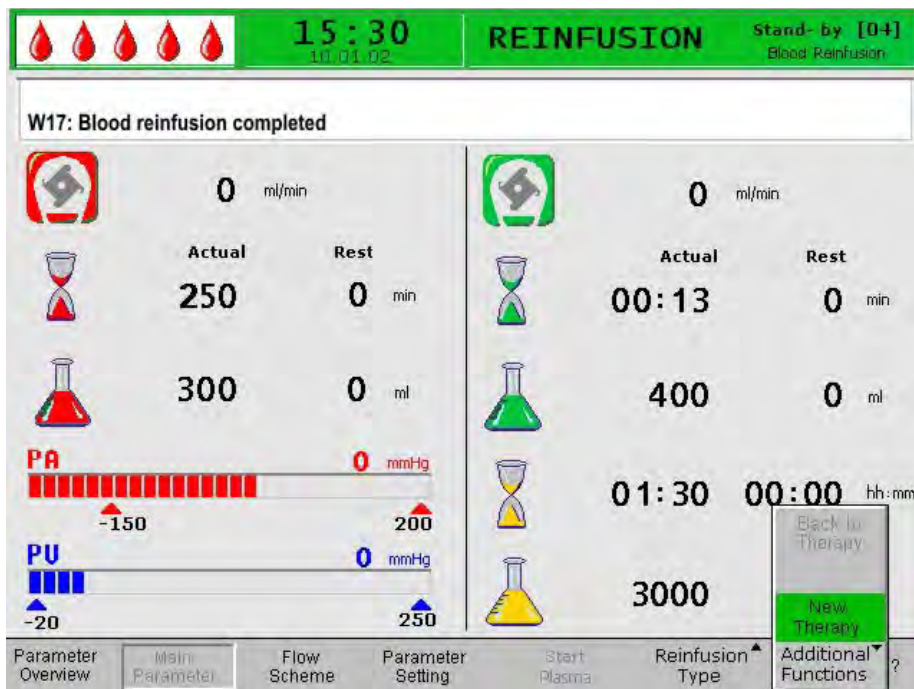 15:30
10.01.02
REINFUSION
Stand-by [04]
Blood Reinfusion
W17: Blood reinfusion completed
0 ml/min
Actual Rest
250 0 min
300 0 ml
PA 0 mmHg
-150 200
PV 0 mmHg
-20 250
0 ml/min
Actual Rest
00:13 0 min
400 0 ml
01:30 00:00 hh:mm
3000
Back to
Therapy
New
Therapy
Parameter
Overview
Main
Parameter
Flow
Scheme
Parameter
Setting
Start
Plasma
Reinfusion
Type
Additional
Functions
?